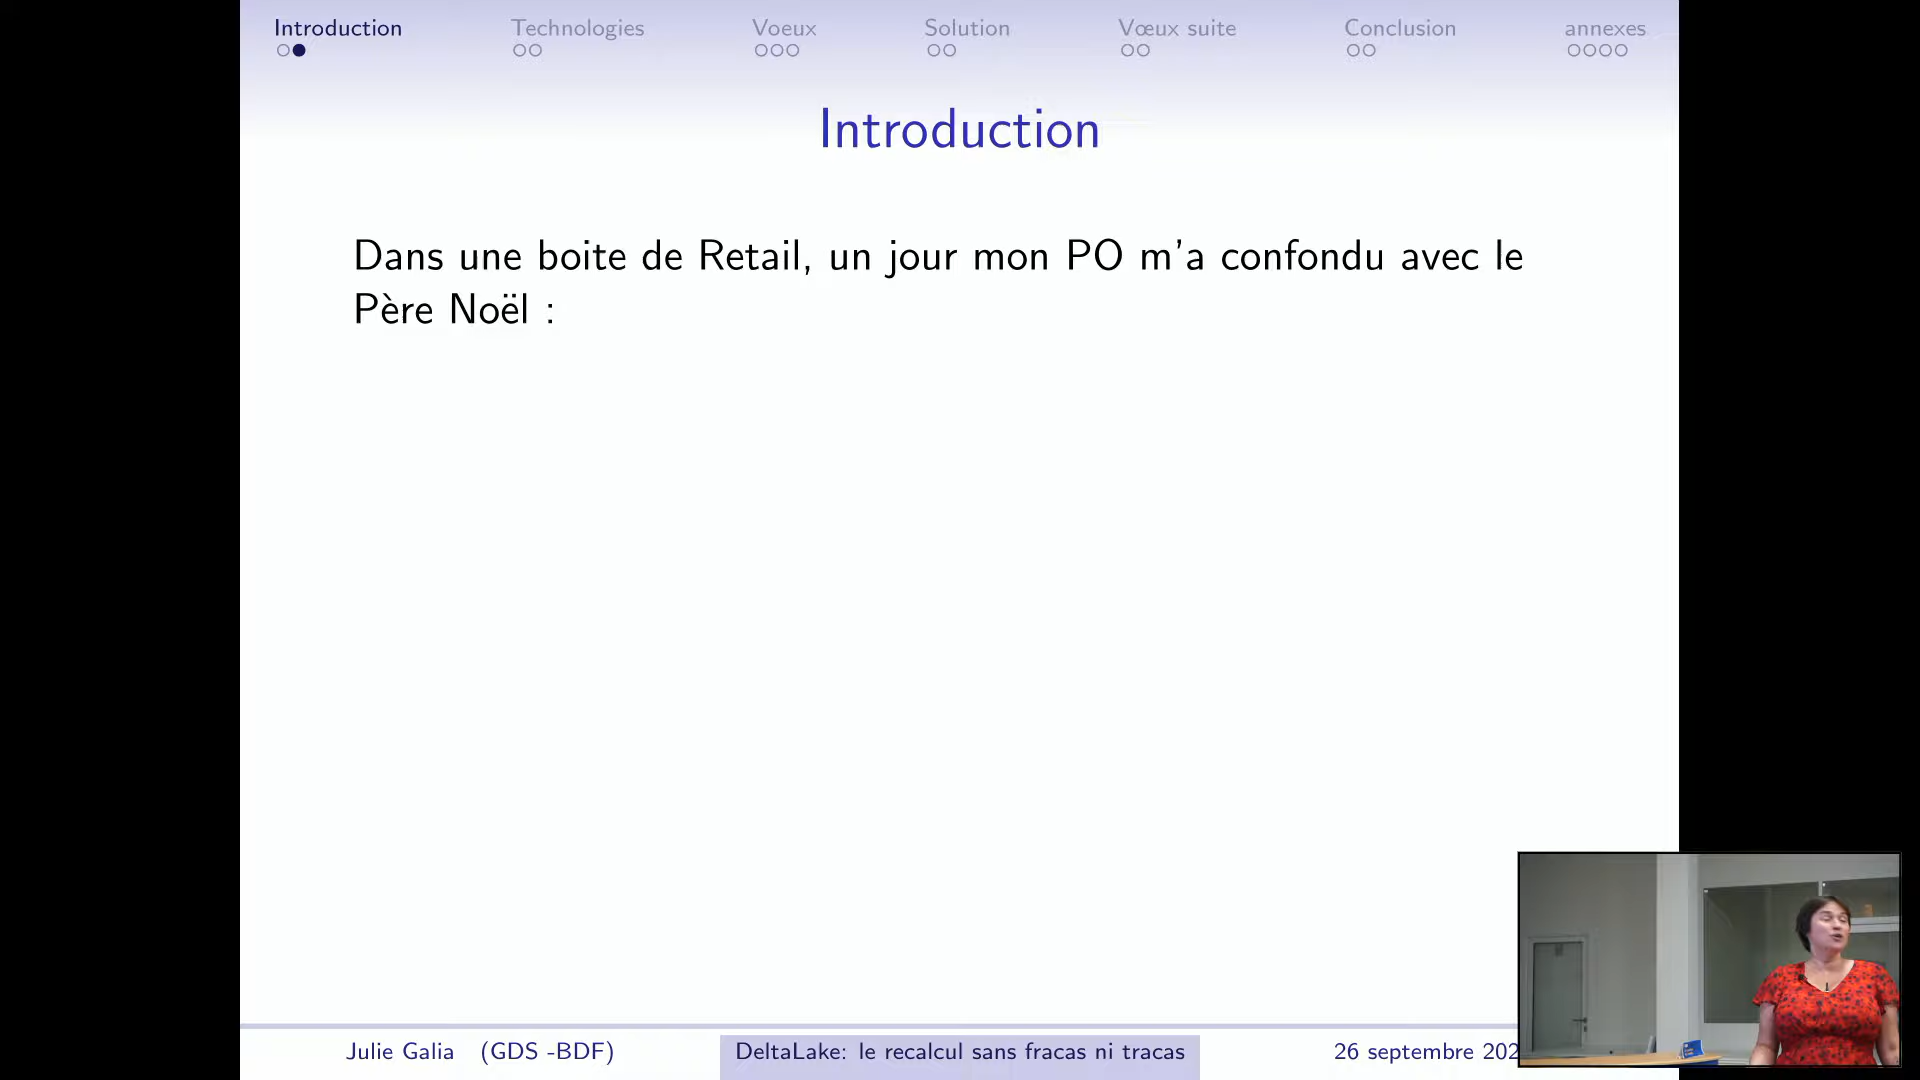 Introduction Technologies Voeux Solution Vœux suite Conclusion annexes
Introduction
Dans une boite de Retail, un jour mon PO m'a confondu avec le
Père Noël :
Julie Galia (GDS -BDF) DeltaLake: le recalcul sans fracas ni tracas 26 septembre 202